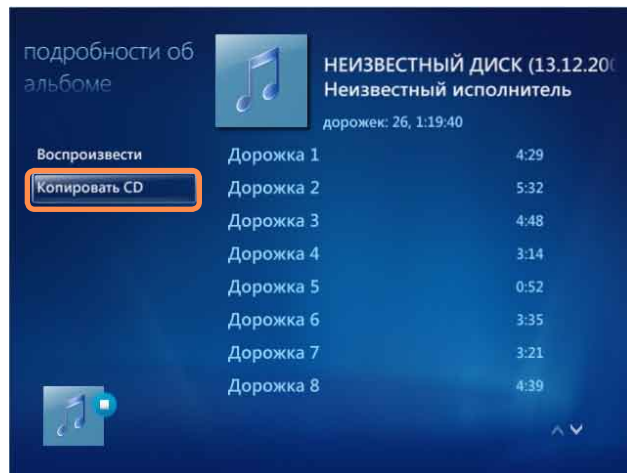 подробности об
альбоме
НЕИЗВЕСТНЫЙ ДИСК (13.12.200
Неизвестный исполнитель
дорожек: 26, 1:19:40
Воспроизвести
Копировать CD
Дорожка 1 4:29
Дорожка 2 5:32
Дорожка 3 4:48
Дорожка 4 3:14
Дорожка 5 0:52
Дорожка 6 3:35
Дорожка 7 3:21
Дорожка 8 4:39